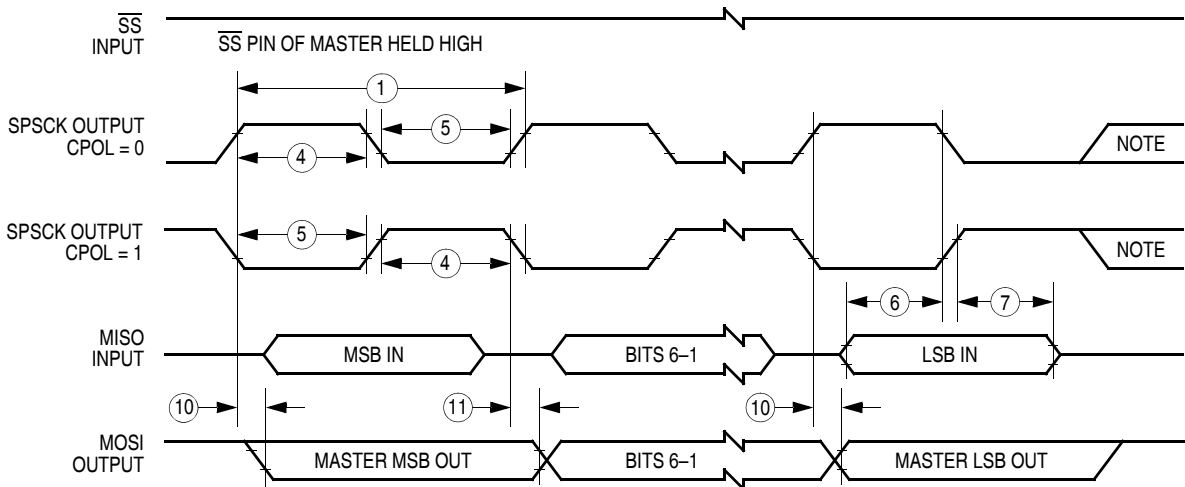 SS
INPUT
SS PIN OF MASTER HELD HIGH
1
SPSCK OUTPUT
CPOL = 0
5
4
NOTE
SPSCK OUTPUT
CPOL = 1
5
4
NOTE
6
7
MISO
INPUT
MSB IN
BITS 6–1
LSB IN
10
11
10
MOSI
OUTPUT
MASTER MSB OUT
BITS 6–1
MASTER LSB OUT